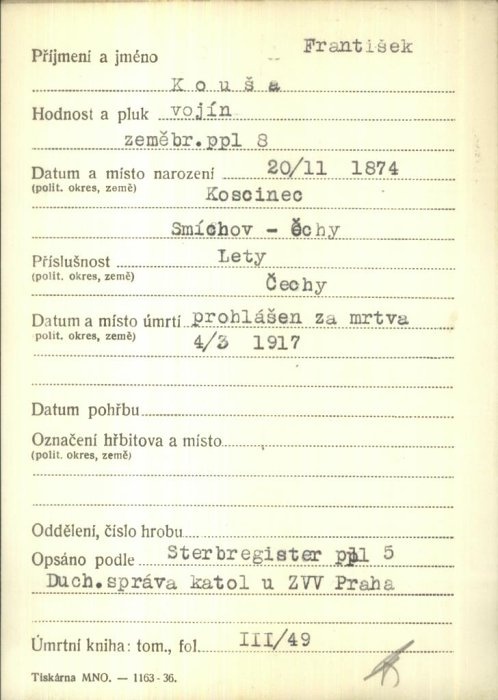 František
Příjmení a jméno
Kouša
Hodnost a pluk vojín
zeměbr.ppl 8
Datum a místo narození 20/11 1874
(polit. okres, země) Koscinec
Smíchov - ěchy
Příslušnost Lety
(polit. okres, země) Čechy
Datum a místo úmrtí prohlášen za mrtva
polit. okres, země) 4/3 1917
Datum pohřbu
Označení hřbitova a místo
(polit. okres, země)
Oddělení, číslo hrobu
Opsáno podle Sterbregister ppl 5
Duch.správa katol u ZVV Praha
Úmrtní kniha: tom., fol. III/49
Tiskárna MNO. — 1163-36.